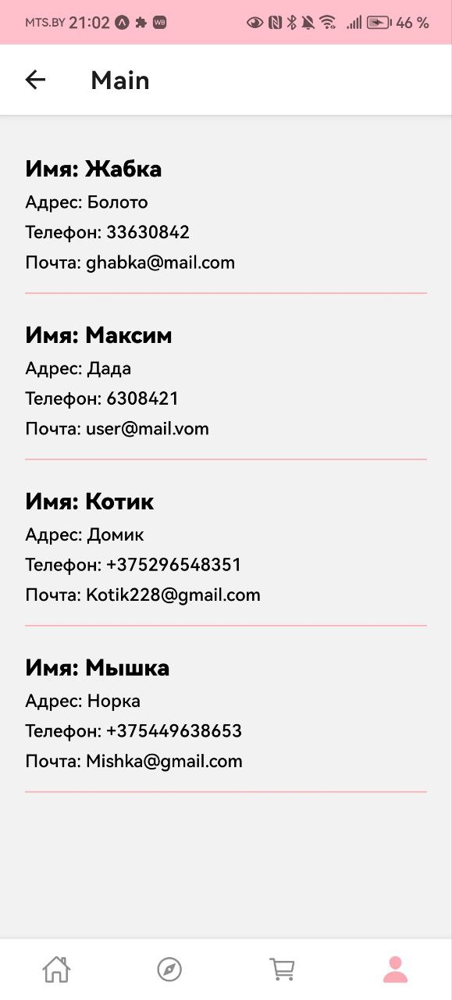 MTS.BY 21:02 WB 46 %
Main
Имя: Жабка
Адрес: Болото
Телефон: 33630842
Почта: ghabka@mail.com
Имя: Максим
Адрес: Дада
Телефон: 6308421
Почта: user@mail.vom
Имя: Котик
Адрес: Домик
Телефон: +375296548351
Почта: Kotik228@gmail.com
Имя: Мышка
Адрес: Норка
Телефон: +375449638653
Почта: Mishka@gmail.com